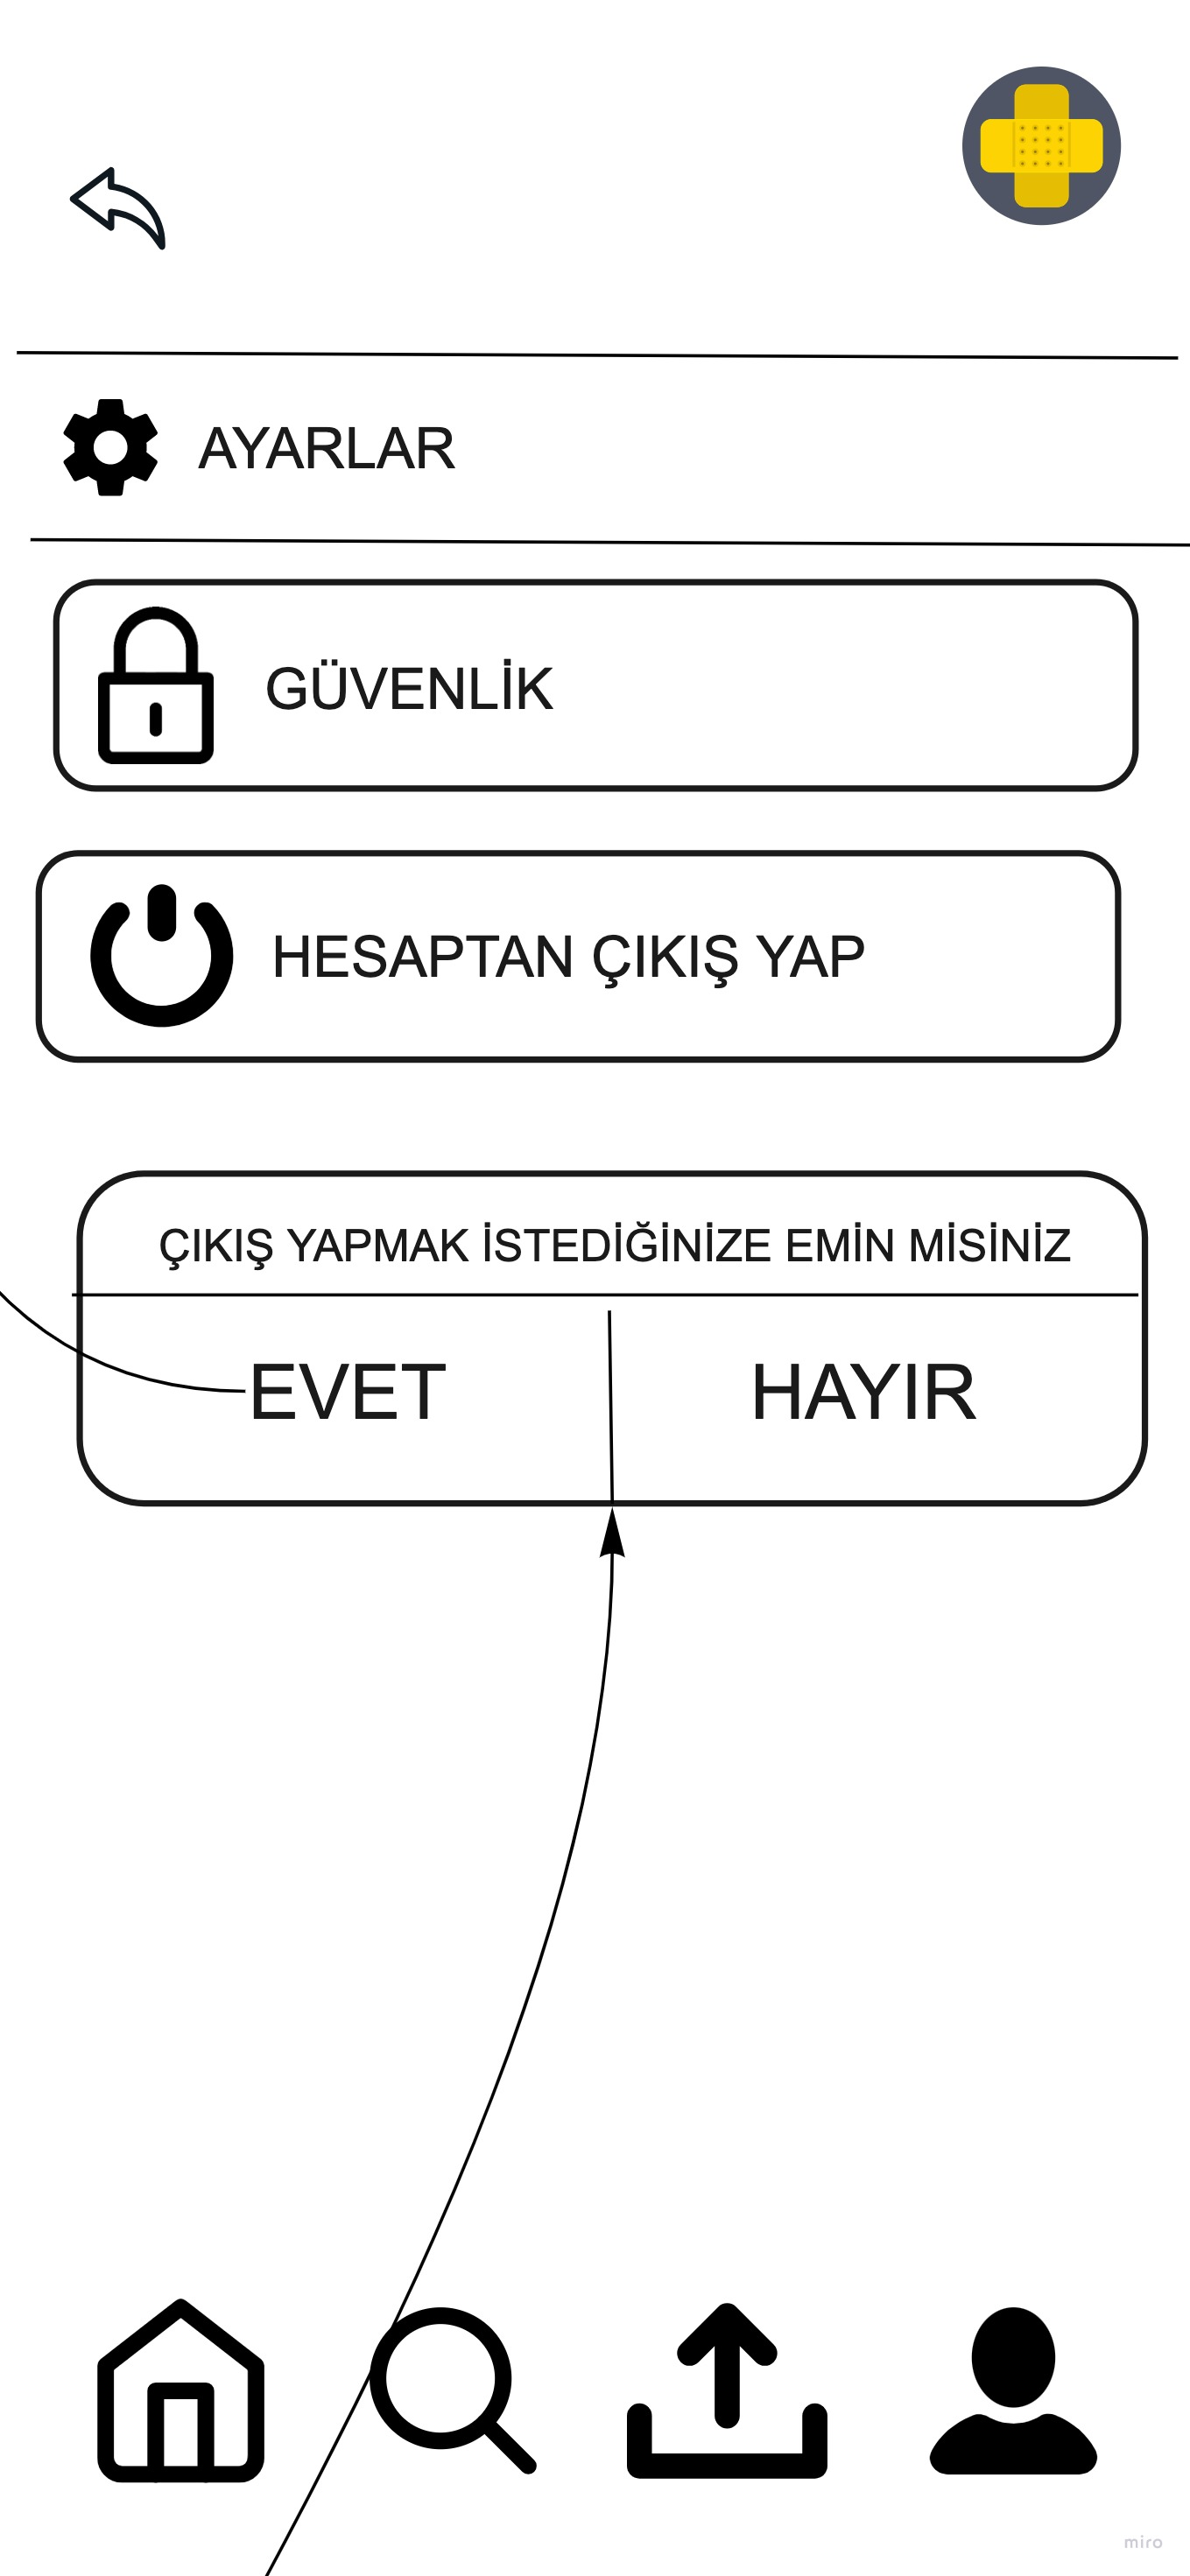 AYARLAR
GÜVENLİK
HESAPTAN ÇIKIŞ YAP
ÇIKIŞ YAPMAK İSTEDİĞİNİZE EMİN MİSİNİZ
EVET HAYIR
miro